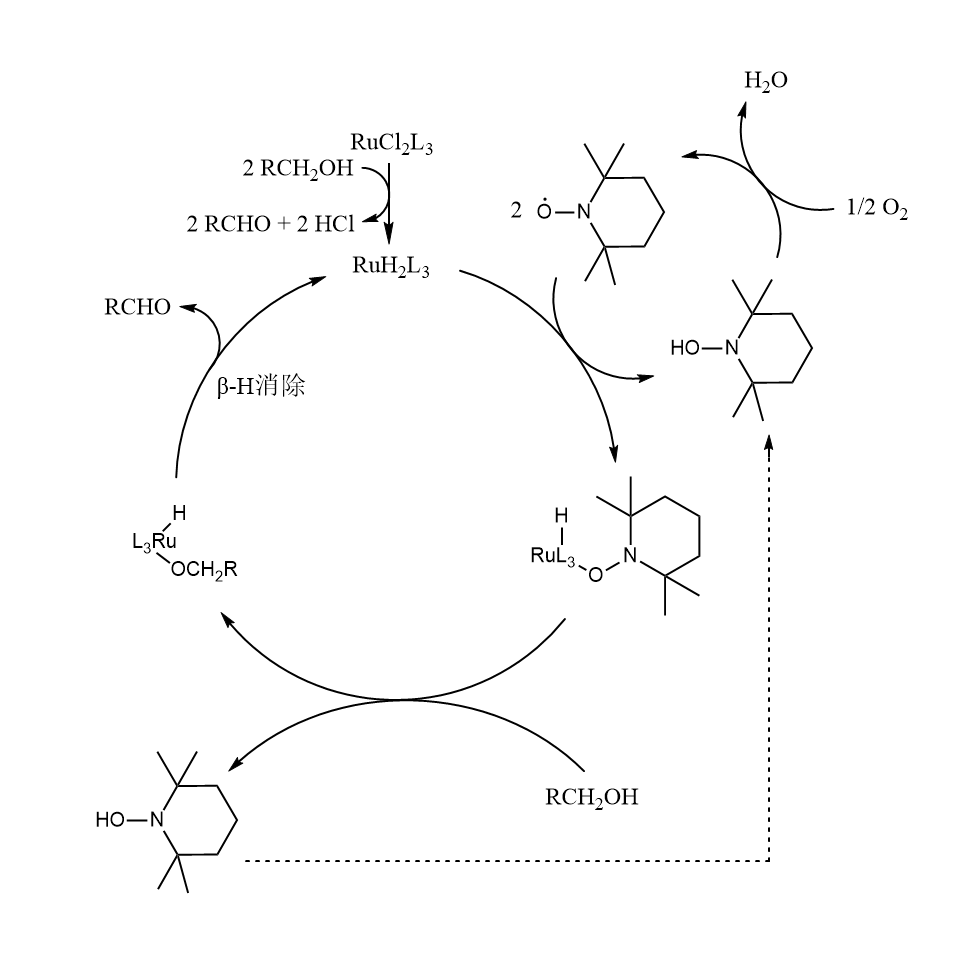 H₂O
RuCl₂L₃
2 RCH₂OH
2 RCHO + 2 HCl
RuH₂L₃
2 Ȯ N
1/2 O₂
RCHO
HO N
β-H消除
H
L₃Ru
OCH₂R
H
RuL₃
O
N
RCH₂OH
HO N